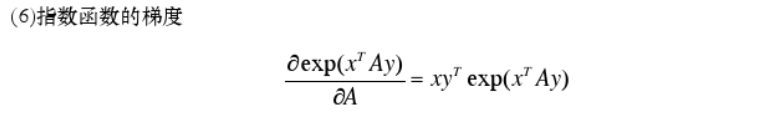 (6)指数函数的梯度
∂exp(x^T Ay)/∂A = xy^T exp(x^T Ay)